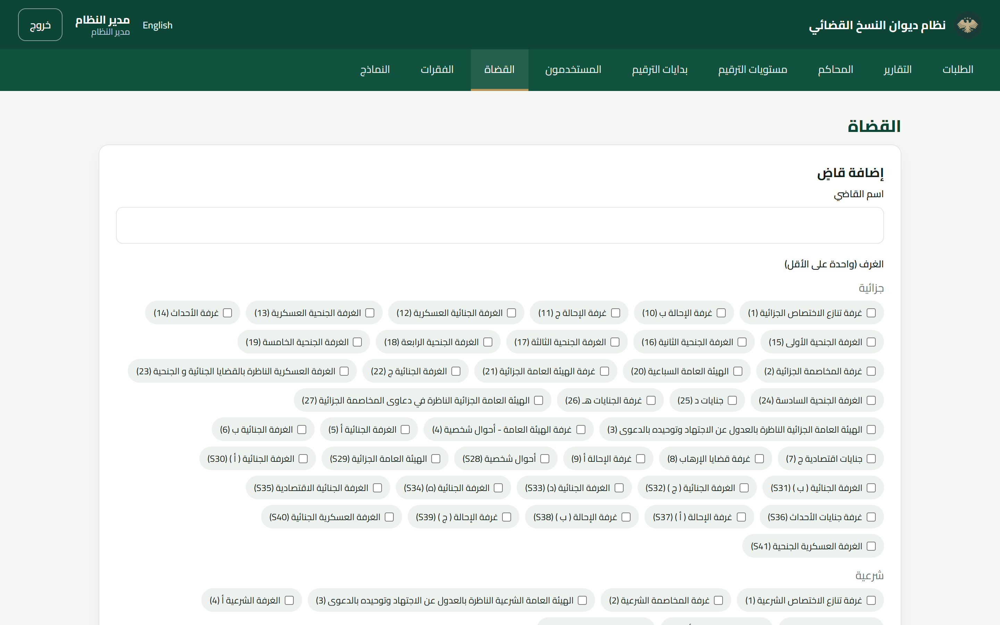 نظام ديوان النسخ القضائي
English
مدير النظام
مدير النظام
خروج
الطلبات التقارير المحاكم مستويات الترقيم بدايات الترقيم المستخدمون القضاة الفقرات النماذج
القضاة
إضافة قاضٍ
اسم القاضي
الغرف (واحدة على الأقل)
جزائية
غرفة تنازع الاختصاص الجزائية (1) غرفة الإحالة ب (10) غرفة الإحالة ج (11) الغرفة الجنائية العسكرية (12) الغرفة الجنحية العسكرية (13) غرفة الأحداث (14)
الغرفة الجنحية الأولى (15) الغرفة الجنحية الثانية (16) الغرفة الجنحية الثالثة (17) الغرفة الجنحية الرابعة (18) الغرفة الجنحية الخامسة (19)
غرفة المخاصمة الجزائية (2) الهيئة العامة السباعية (20) غرفة الهيئة العامة الجزائية (21) الغرفة الجنائية ج (22) الغرفة العسكرية الناظرة بالقضايا الجنائية و الجنحية (23)
الغرفة الجنحية السادسة (24) جنايات د (25) غرفة الجنايات هـ (26) الهيئة العامة الجزائية الناظرة في دعاوى المخاصمة الجزائية (27)
الهيئة العامة الجزائية الناظرة بالعدول عن الاجتهاد وتوحيده بالدعوى (3) غرفة الهيئة العامة - أحوال شخصية (4) الغرفة الجنائية أ (5) الغرفة الجنائية ب (6)
جنايات اقتصادية ج (7) غرفة قضايا الإرهاب (8) غرفة الإحالة أ (9) أحوال شخصية (S28) الهيئة العامة الجزائية (S29) الغرفة الجنائية ( أ ) (S30)
الغرفة الجنائية ( ب ) (S31) الغرفة الجنائية ( ج ) (S32) الغرفة الجنائية (د) (S33) الغرفة الجنائية (ه) (S34) الغرفة الجنائية الاقتصادية (S35)
غرفة جنايات الأحداث (S36) غرفة الإحالة ( أ ) (S37) غرفة الإحالة ( ب ) (S38) غرفة الإحالة ( ج ) (S39) الغرفة العسكرية الجنائية (S40)
الغرفة العسكرية الجنحية (S41)
شرعية
غرفة تنازع الاختصاص الشرعية (1) غرفة المخاصمة الشرعية (2) الهيئة العامة الشرعية الناظرة بالعدول عن الاجتهاد وتوحيده بالدعوى (3) الغرفة الشرعية أ (4)